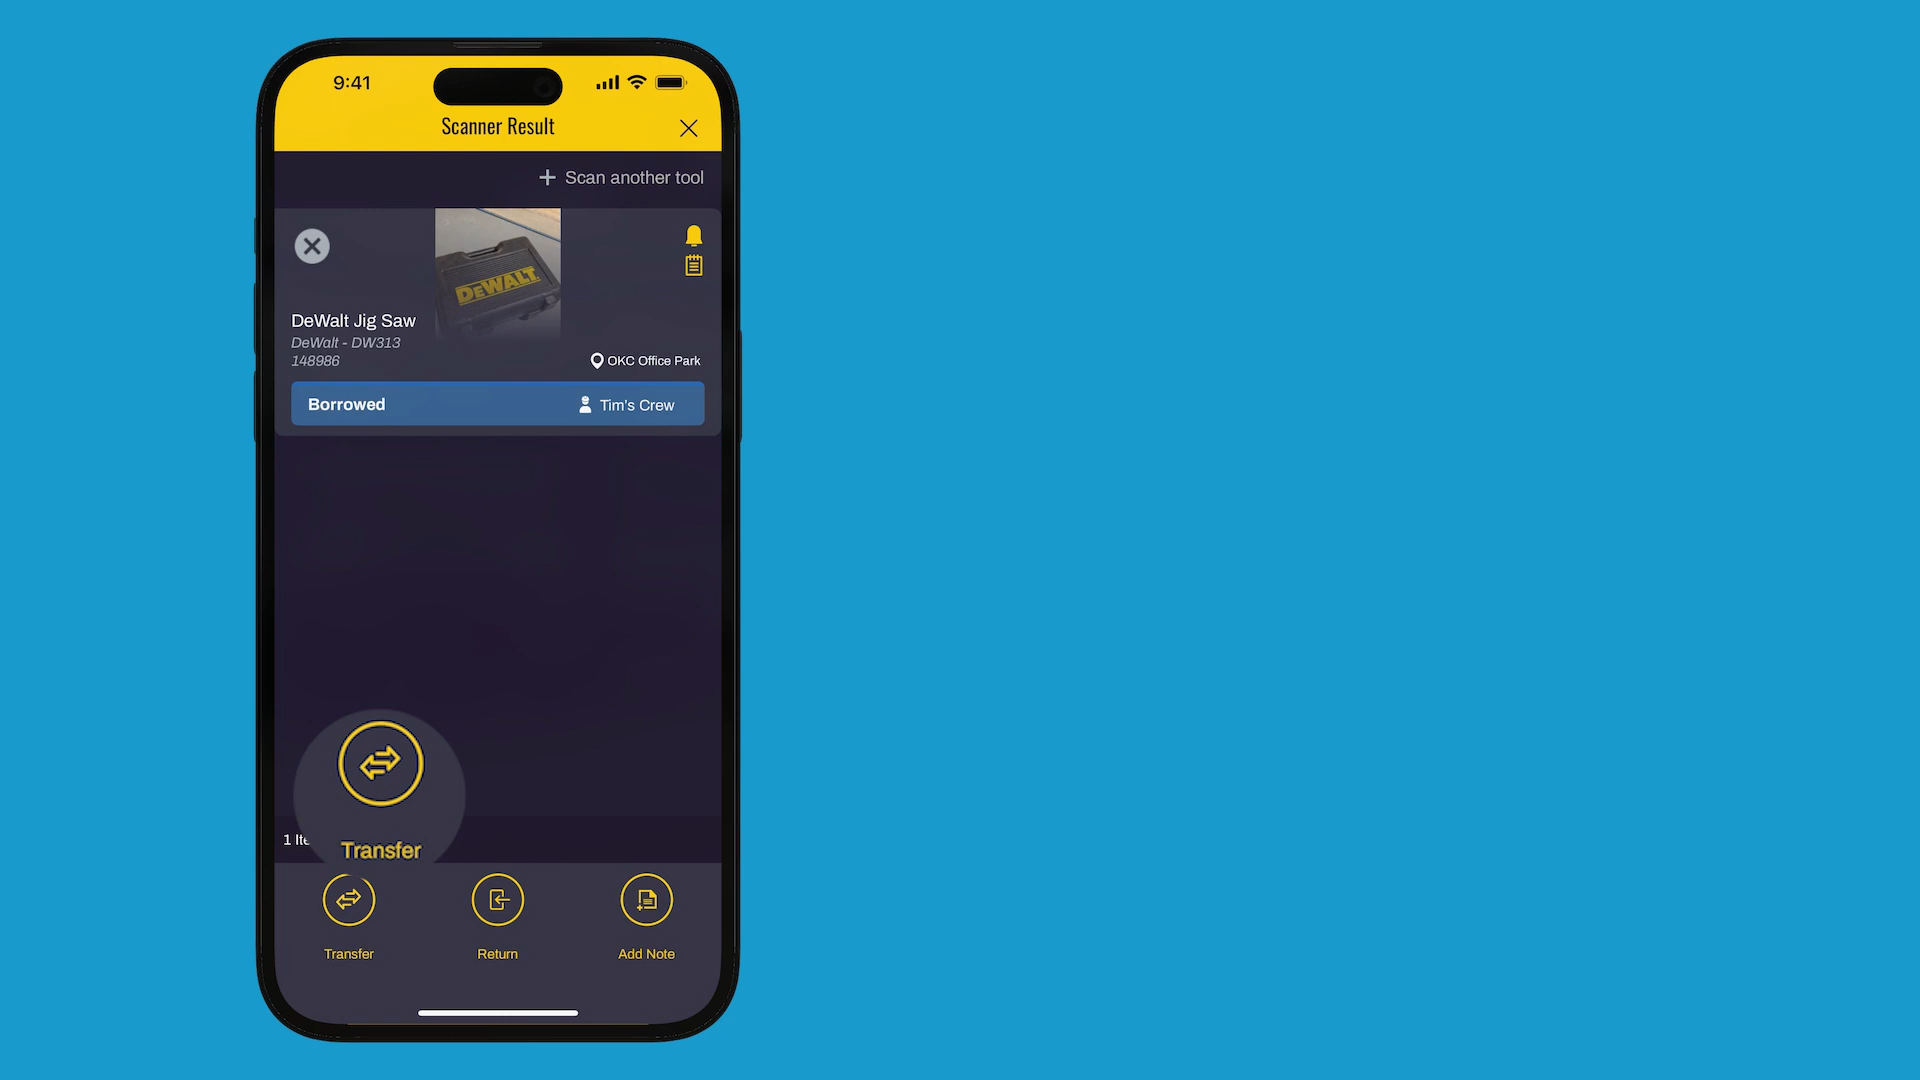 9:41
Scanner Result
Scan another tool
DEWALT
DeWalt Jig Saw
DeWalt - DW313
148986
OKC Office Park
Borrowed
Tim's Crew
1 Ite
Transfer
Transfer
Return
Add Note